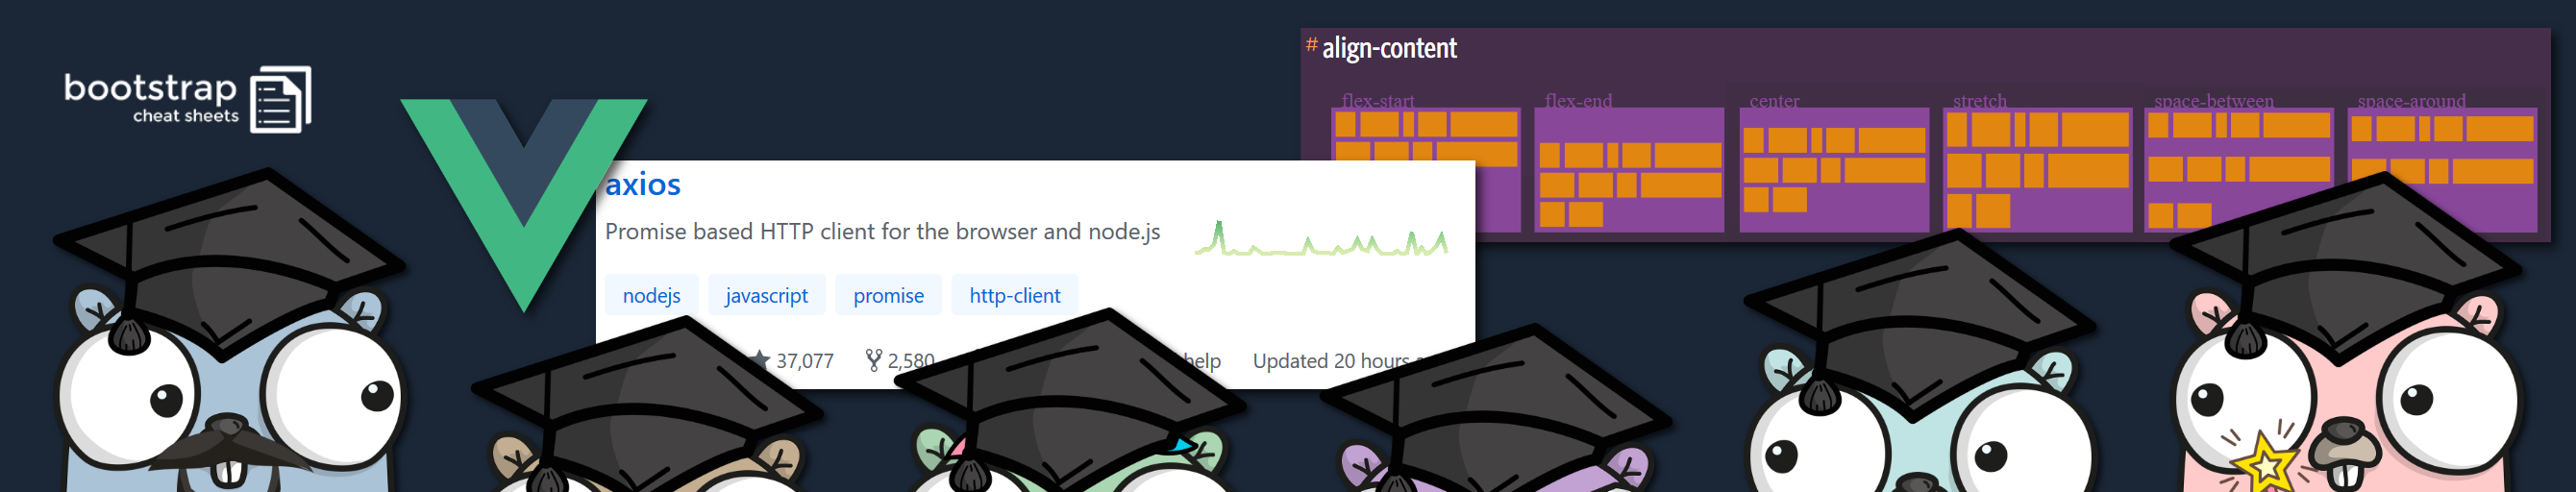 bootstrap
cheat sheets
# align-content
flex-start
flex-end
center
stretch
space-between
space-around
axios
Promise based HTTP client for the browser and node.js
nodejs
javascript
promise
http-client
37,077
2,580
help
Updated 20 hours